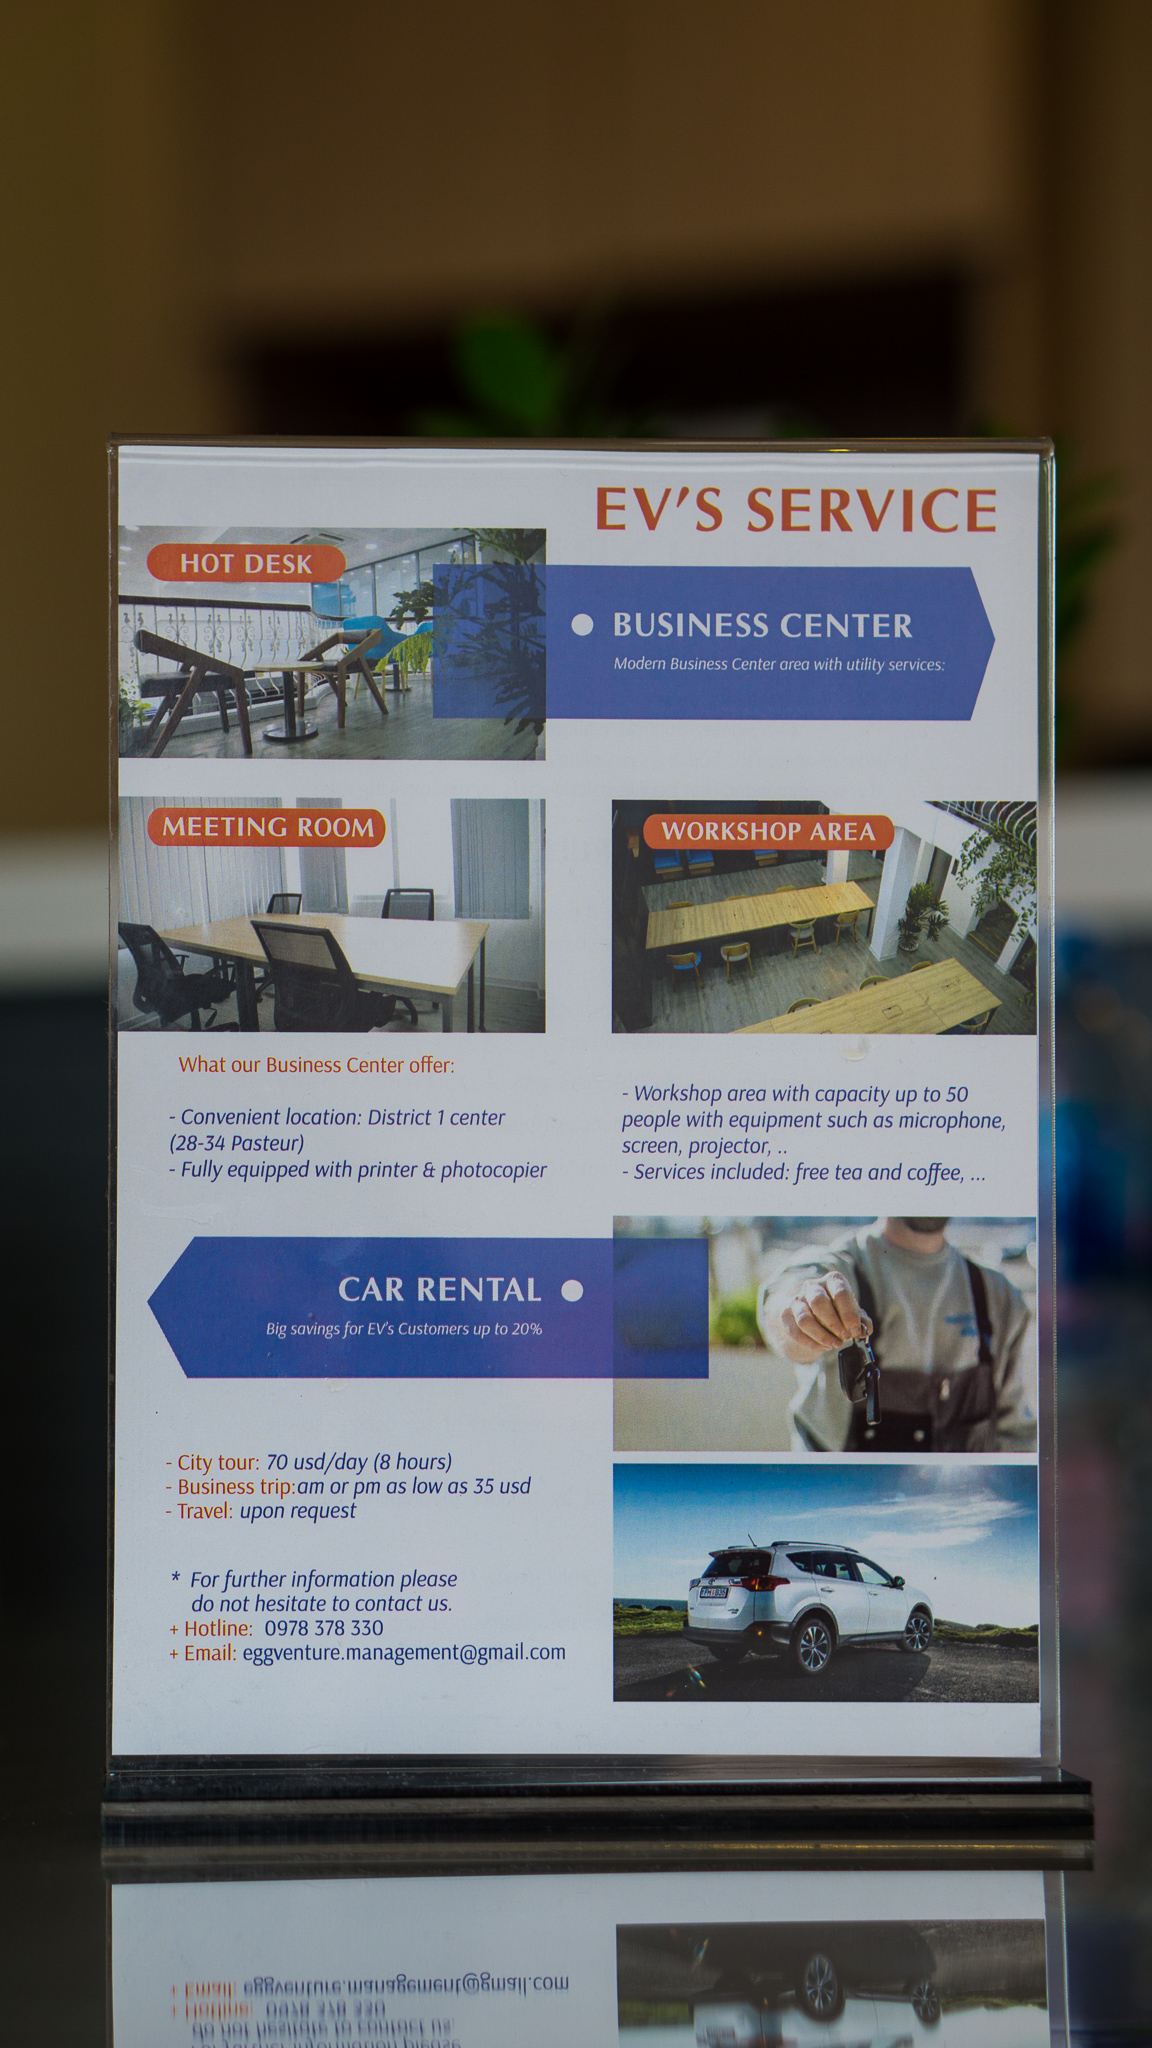 EV'S SERVICE
HOT DESK
BUSINESS CENTER
Modern Business Center area with utility services:
MEETING ROOM
WORKSHOP AREA
What our Business Center offer:
- Convenient location: District 1 center
(28-34 Pasteur)
- Fully equipped with printer & photocopier
- Workshop area with capacity up to 50
people with equipment such as microphone,
screen, projector, ..
- Services included: free tea and coffee, ...
CAR RENTAL
Big savings for EV's Customers up to 20%
- City tour: 70 usd/day (8 hours)
- Business trip:am or pm as low as 35 usd
- Travel: upon request
* For further information please
do not hesitate to contact us.
+ Hotline: 0978 378 330
+ Email: eggventure.management@gmail.com